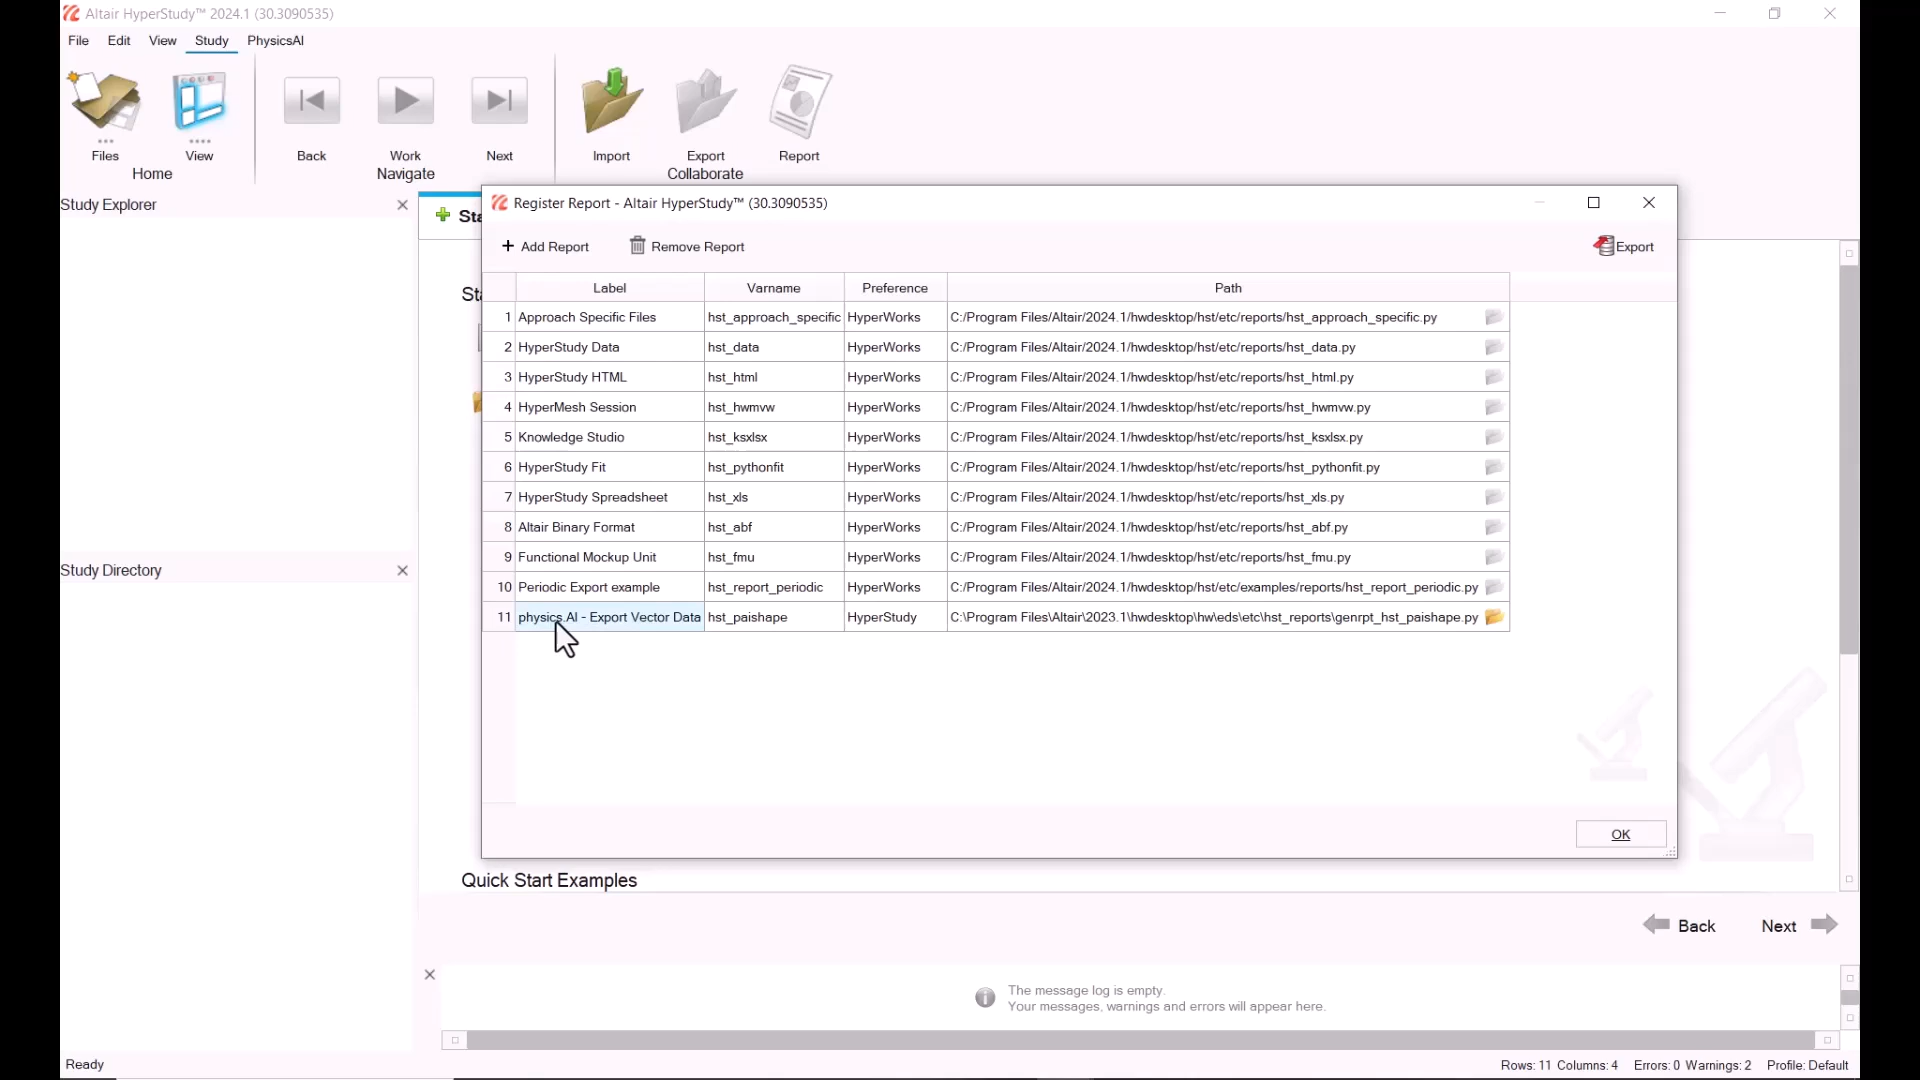 Altair HyperStudy™ 2024.1 (30.3090535)
File Edit View Study PhysicsAI
Files View Back Work Next Import Export Report
Home Navigate Collaborate
Study Explorer
Sta
Register Report - Altair HyperStudy™ (30.3090535)
+ Add Report Remove Report Export
Sta
Label Varname Preference Path
1 Approach Specific Files hst_approach_specific HyperWorks C:/Program Files/Altair/2024.1/hwdesktop/hst/etc/reports/hst_approach_specific.py
2 HyperStudy Data hst_data HyperWorks C:/Program Files/Altair/2024.1/hwdesktop/hst/etc/reports/hst_data.py
3 HyperStudy HTML hst_html HyperWorks C:/Program Files/Altair/2024.1/hwdesktop/hst/etc/reports/hst_html.py
4 HyperMesh Session hst_hwmvw HyperWorks C:/Program Files/Altair/2024.1/hwdesktop/hst/etc/reports/hst_hwmvw.py
5 Knowledge Studio hst_ksxlsx HyperWorks C:/Program Files/Altair/2024.1/hwdesktop/hst/etc/reports/hst_ksxlsx.py
6 HyperStudy Fit hst_pythonfit HyperWorks C:/Program Files/Altair/2024.1/hwdesktop/hst/etc/reports/hst_pythonfit.py
7 HyperStudy Spreadsheet hst_xls HyperWorks C:/Program Files/Altair/2024.1/hwdesktop/hst/etc/reports/hst_xls.py
8 Altair Binary Format hst_abf HyperWorks C:/Program Files/Altair/2024.1/hwdesktop/hst/etc/reports/hst_abf.py
9 Functional Mockup Unit hst_fmu HyperWorks C:/Program Files/Altair/2024.1/hwdesktop/hst/etc/reports/hst_fmu.py
10 Periodic Export example hst_report_periodic HyperWorks C:/Program Files/Altair/2024.1/hwdesktop/hst/etc/examples/reports/hst_report_periodic.py
11 physics.AI - Export Vector Data hst_paishape HyperStudy C:\Program Files\Altair\2023.1\hwdesktop\hw\eds\etc\hst_reports\genrpt_hst_paishape.py
Study Directory
OK
Quick Start Examples
Back Next
The message log is empty.
Your messages, warnings and errors will appear here.
Ready
Rows: 11 Columns: 4 Errors: 0 Warnings: 2 Profile: Default